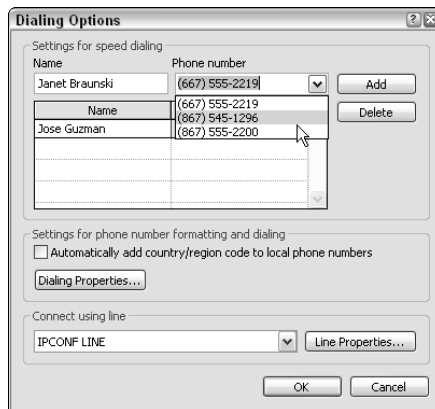 Dialing Options
Settings for speed dialing
Name Phone number
Janet Braunski (667) 555-2219 Add
Name (667) 555-2219 Delete
(867) 545-1296
Jose Guzman (867) 555-2200
Settings for phone number formatting and dialing
Automatically add country/region code to local phone numbers
Dialing Properties...
Connect using line
IPCONF LINE Line Properties...
OK Cancel